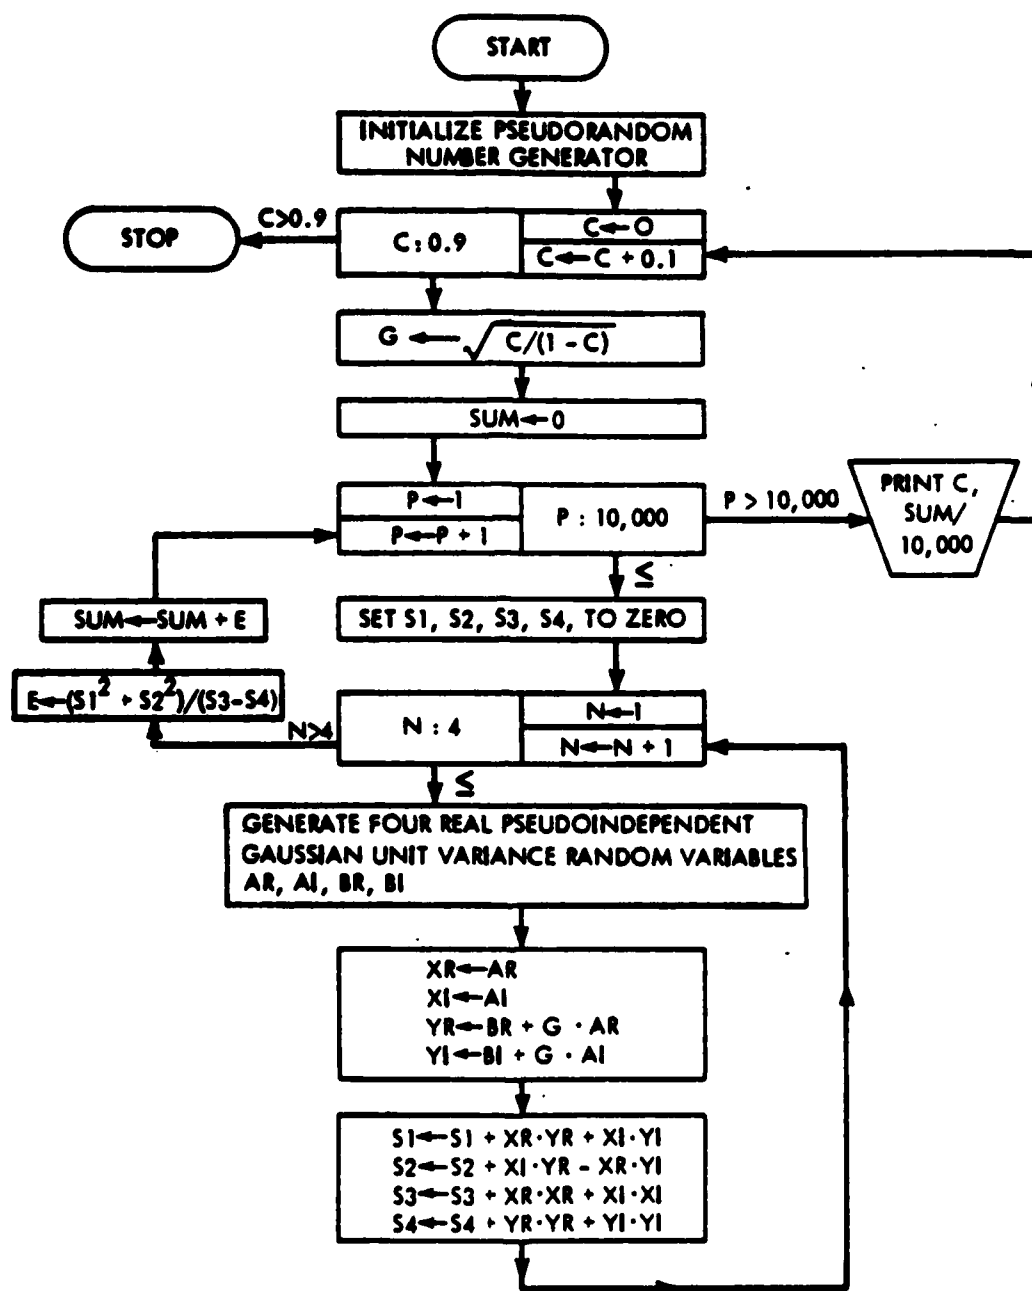 START
INITIALIZE PSEUDORANDOM
NUMBER GENERATOR
C>0.9
STOP
C:0.9
C←0
C←C + 0.1
G ← √C/(1 - C)
SUM←0
P←1
P←P + 1
P : 10,000
P > 10,000
PRINT C,
SUM/
10,000
≤
SUM←SUM + E
SET S1, S2, S3, S4, TO ZERO
E←(S1² + S2²)/(S3-S4)
N>4
N : 4
N←1
N←N + 1
≤
GENERATE FOUR REAL PSEUDOINDEPENDENT
GAUSSIAN UNIT VARIANCE RANDOM VARIABLES
AR, AI, BR, BI
XR←AR
XI←AI
YR←BR + G · AR
YI←BI + G · AI
S1←S1 + XR·YR + XI·YI
S2←S2 + XI·YR - XR·YI
S3←S3 + XR·XR + XI·XI
S4←S4 + YR·YR + YI·YI